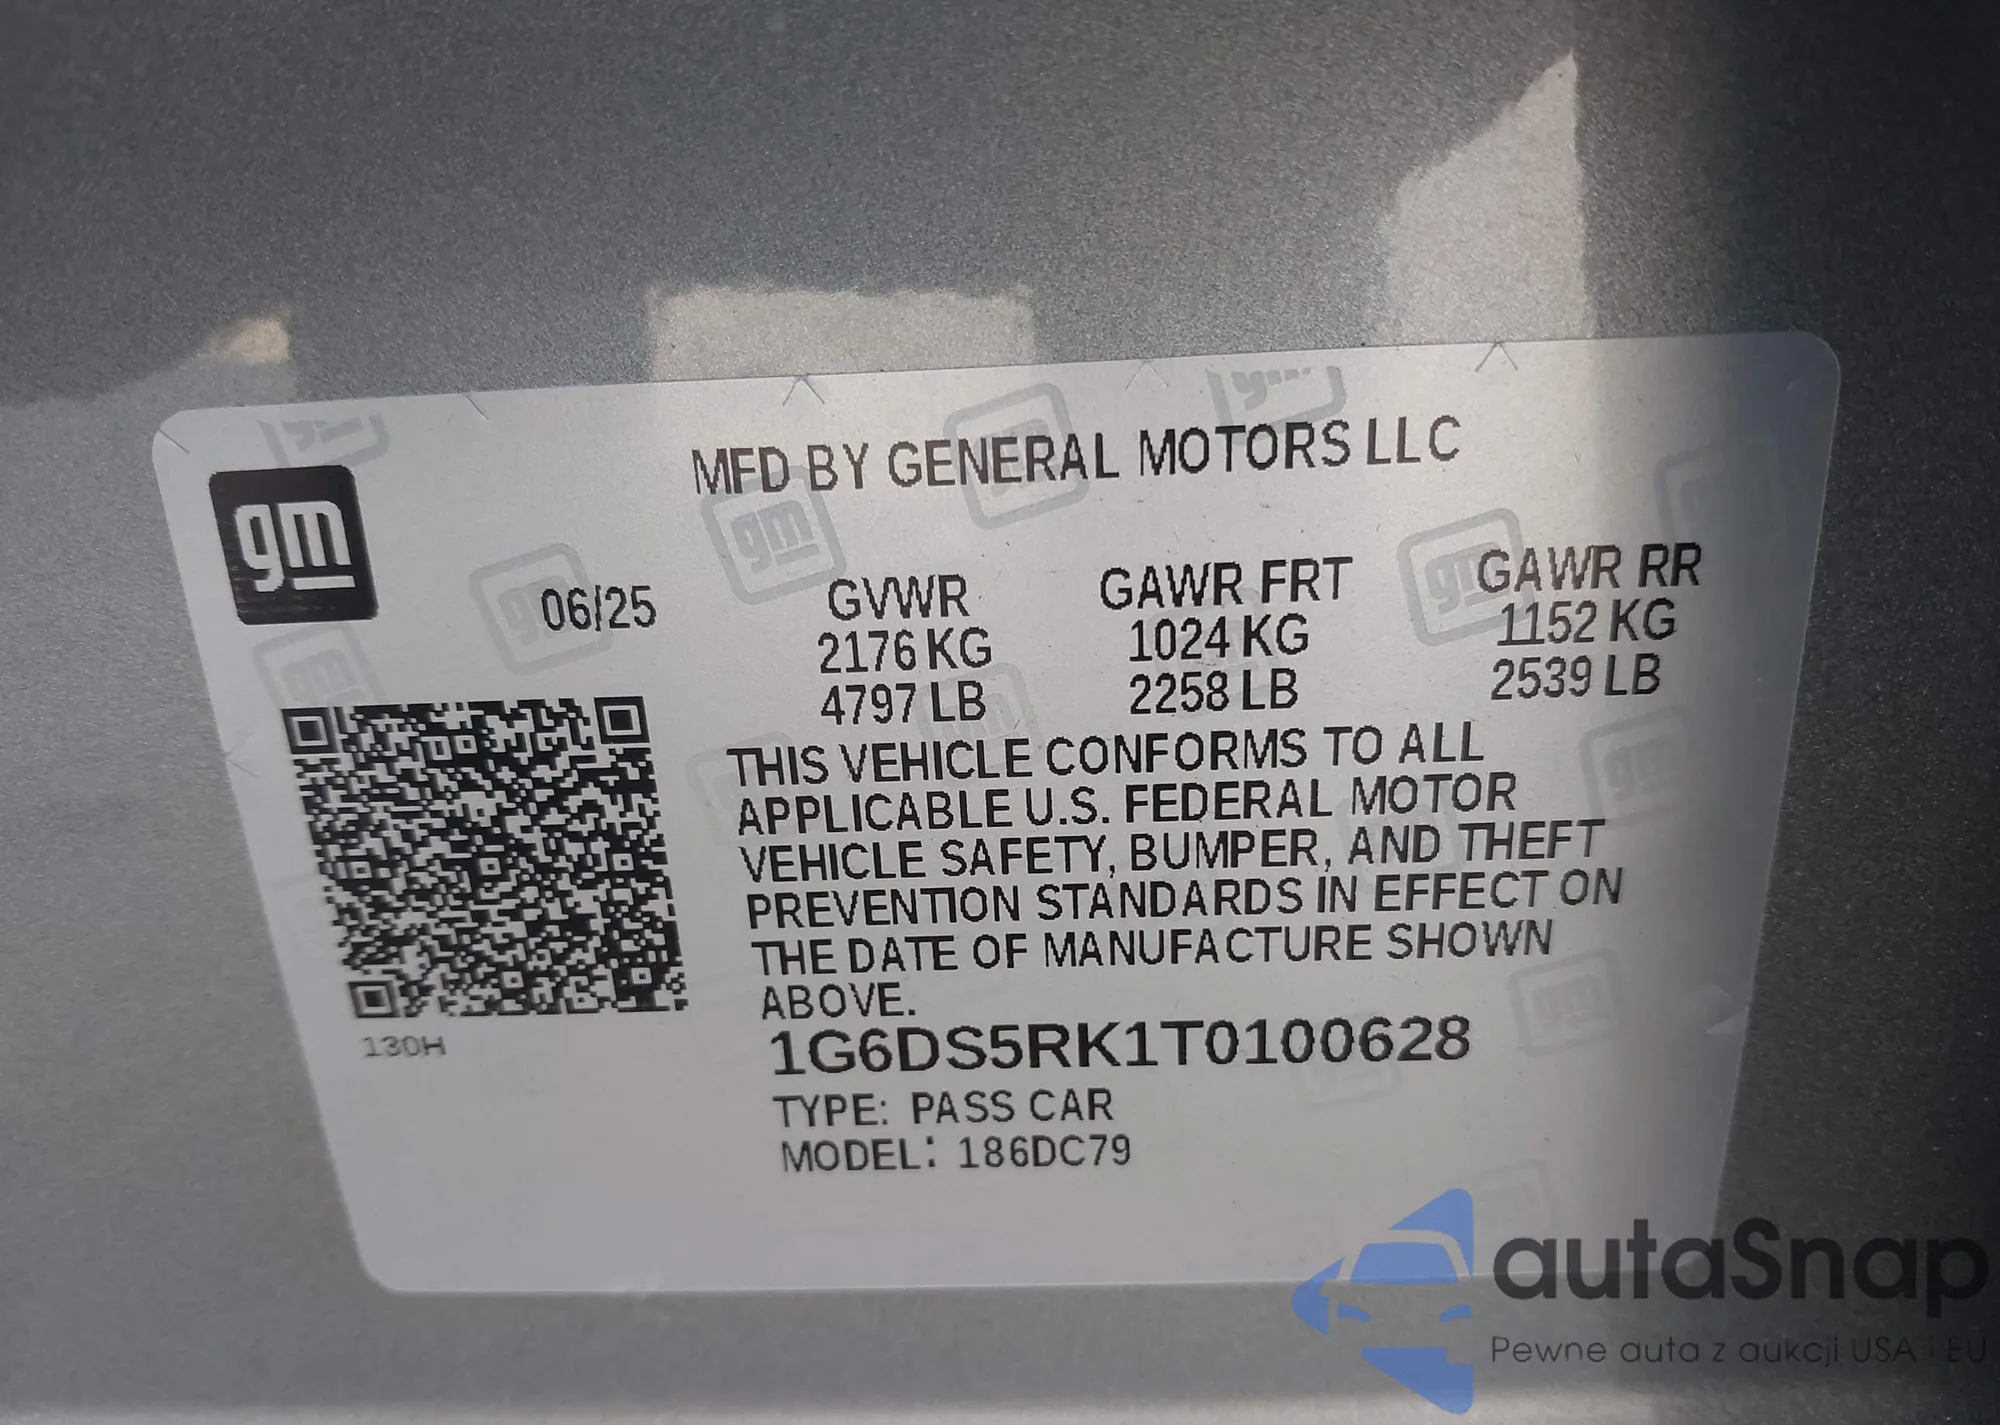 MFD BY GENERAL MOTORS LLC
gm
06/25
GVWR GAWR FRT GAWR RR
2176 KG 1024 KG 1152 KG
4797 LB 2258 LB 2539 LB
THIS VEHICLE CONFORMS TO ALL
APPLICABLE U.S. FEDERAL MOTOR
VEHICLE SAFETY, BUMPER, AND THEFT
PREVENTION STANDARDS IN EFFECT ON
THE DATE OF MANUFACTURE SHOWN
ABOVE.
130H
1G6DS5RK1T0100628
TYPE: PASS CAR
MODEL: 186DC79
autaSnap
Pewne auta z aukcji USA i EU